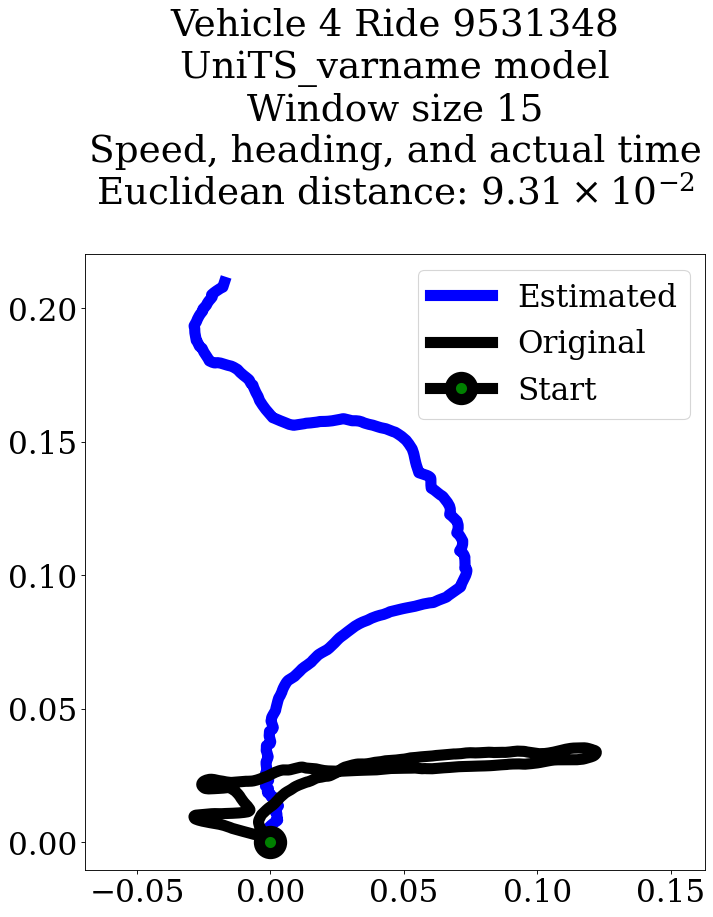 Vehicle 4 Ride 9531348
UniTS_varname model
Window size 15
Speed, heading, and actual time
Euclidean distance: 9.31 × 10⁻²
Estimated
Original
Start
0.20
0.15
0.10
0.05
0.00
−0.05 0.00 0.05 0.10 0.15